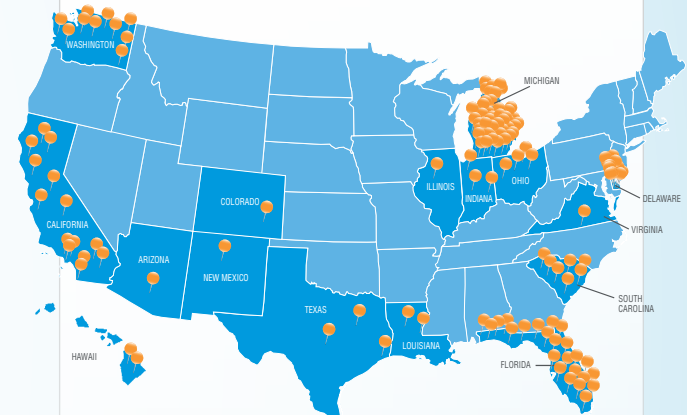 WASHINGTON
MICHIGAN
ILLINOIS
INDIANA
OHIO
COLORADO
DELAWARE
CALIFORNIA
VIRGINIA
ARIZONA
NEW MEXICO
SOUTH
CAROLINA
TEXAS
LOUISIANA
HAWAII
FLORIDA